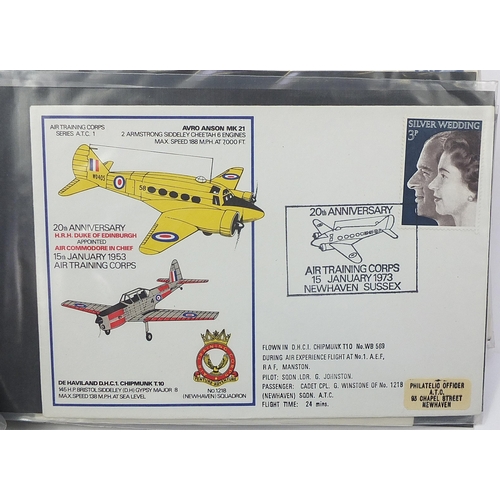 AIR TRAINING CORPS
SERIES A.T.C. 1
AVRO ANSON MK 21
2 ARMSTRONG SIDDELEY CHEETAH 6 ENGINES
MAX. SPEED 188 M.P.H. AT 7,000 FT.
58
20th ANNIVERSARY
H.R.H. DUKE OF EDINBURGH
APPOINTED
AIR COMMODORE IN CHIEF
15th JANUARY 1953
AIR TRAINING CORPS
DE HAVILAND D.H.C.1. CHIPMUNK T.10
145 H.P. BRISTOL SIDDELEY (D.H) GYPSY MAJOR 8
MAX. SPEED 138 M.P.H. AT SEA LEVEL
No. 1218
(NEWHAVEN) SQUADRON
SILVER WEDDING
3P
20th ANNIVERSARY
AIR TRAINING CORPS
15 JANUARY 1973
NEWHAVEN SUSSEX
FLOWN IN D.H.C.I. CHIPMUNK T10 No. WB 569
DURING AIR EXPERIENCE FLIGHT AT No.1. A.E.F.
R.A.F. MANSTON.
PILOT: SQDN .LDR. G. JOHNSTON.
PASSENGER: CADET CPL. G. WINSTONE OF No. 1218
(NEWHAVEN) SQDN. A.T.C.
FLIGHT TIME: 24 mins.
PHILATELIC OFFICER
A.T.C.
93 CHAPEL STREET
NEWHAVEN